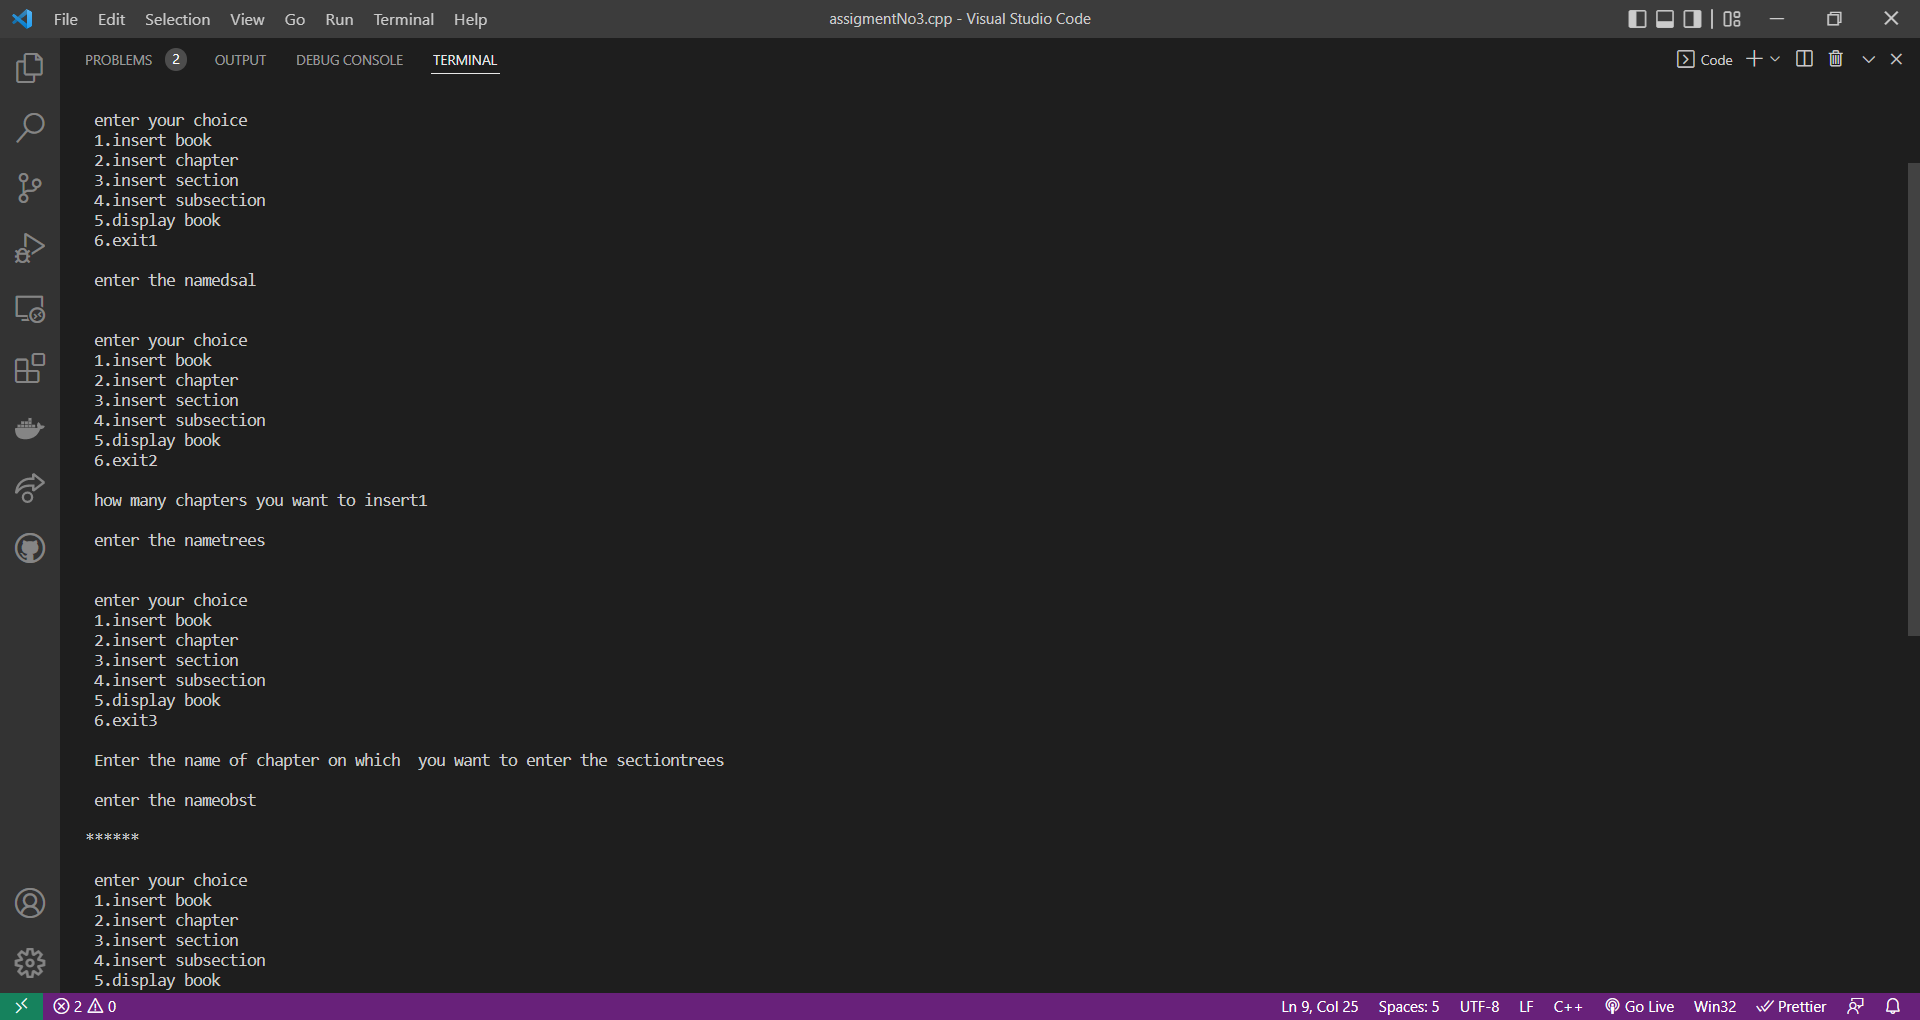 File Edit Selection View Go Run Terminal Help assigmentNo3.cpp - Visual Studio Code
PROBLEMS 2 OUTPUT DEBUG CONSOLE TERMINAL Code
enter your choice
1.insert book
2.insert chapter
3.insert section
4.insert subsection
5.display book
6.exit1
enter the namedsal
enter your choice
1.insert book
2.insert chapter
3.insert section
4.insert subsection
5.display book
6.exit2
how many chapters you want to insert1
enter the nametrees
enter your choice
1.insert book
2.insert chapter
3.insert section
4.insert subsection
5.display book
6.exit3
Enter the name of chapter on which  you want to enter the sectiontrees
enter the nameobst
******
enter your choice
1.insert book
2.insert chapter
3.insert section
4.insert subsection
5.display book
2 0 Ln 9, Col 25 Spaces: 5 UTF-8 LF C++ Go Live Win32 Prettier